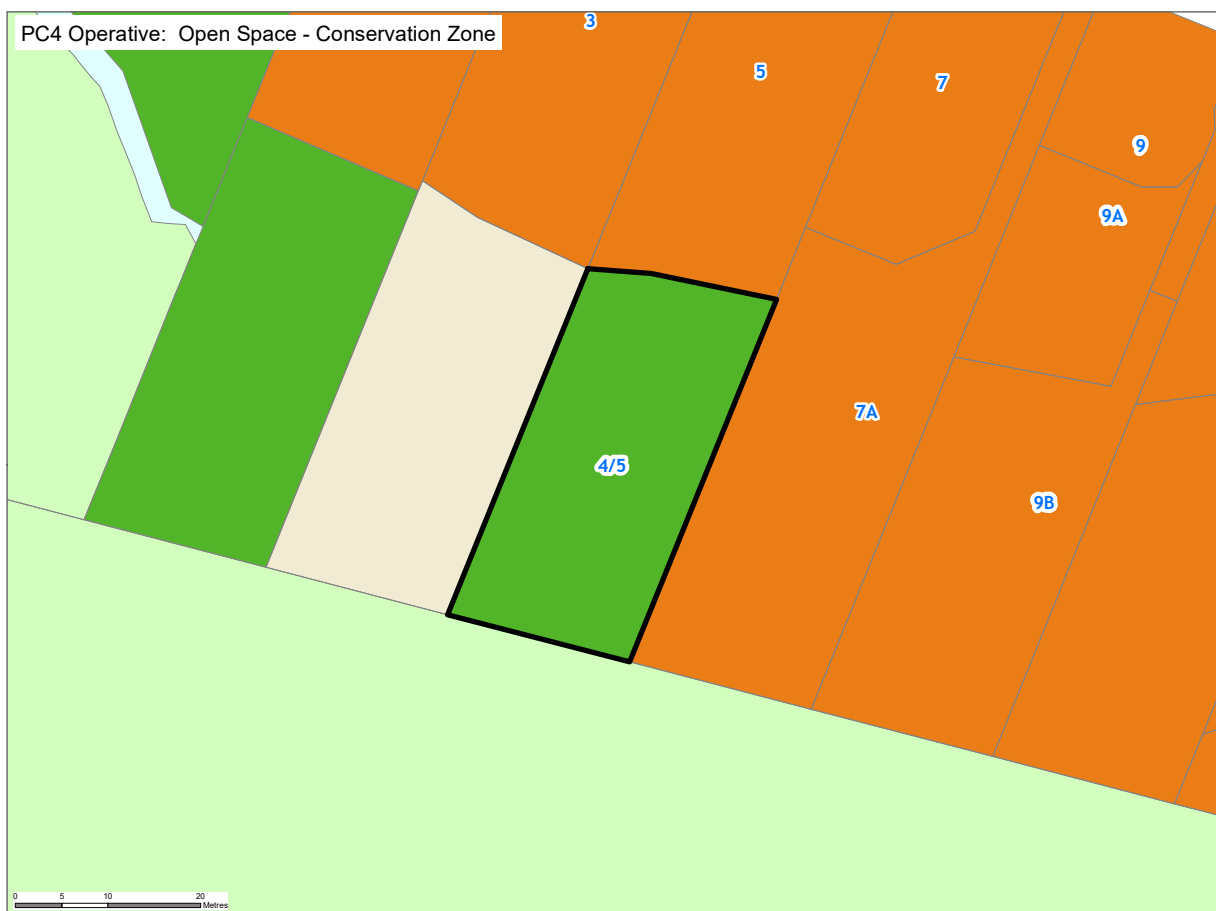 PC4 Operative:  Open Space - Conservation Zone
3
5
7
9
9A
7A
4/5
9B
0 5 10 20
Metres